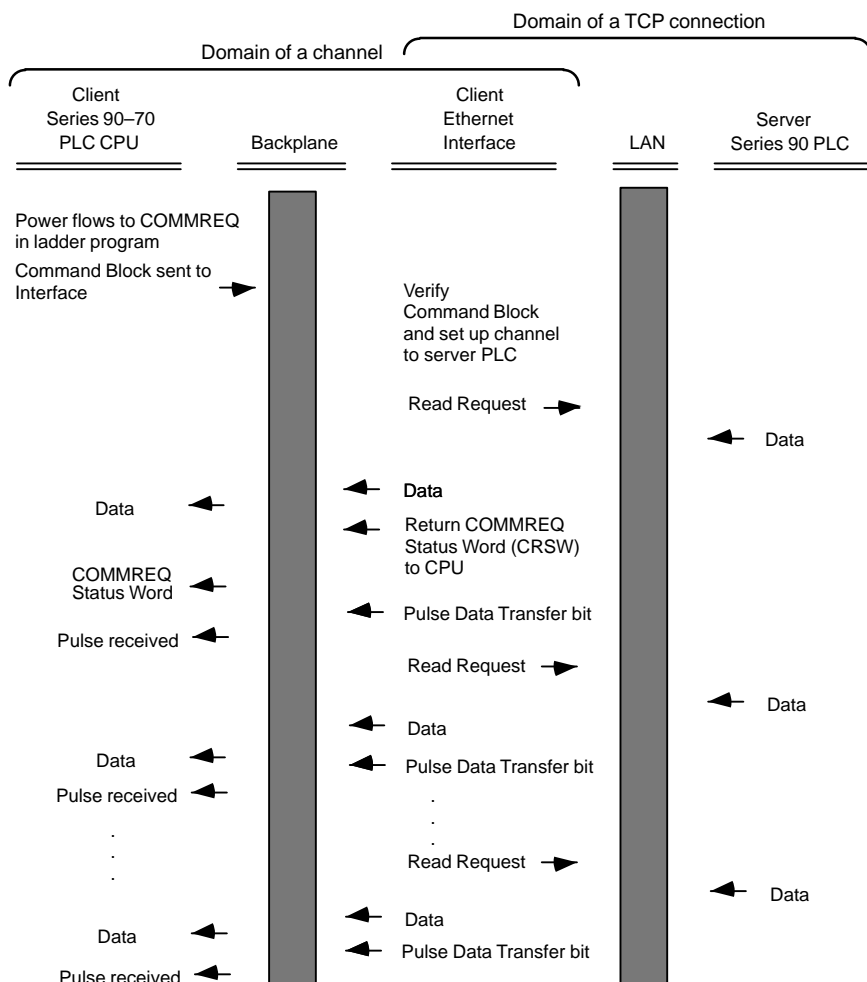 Domain of a TCP connection
Domain of a channel
Client
Series 90–70
PLC CPU
Backplane
Client
Ethernet
Interface
LAN
Server
Series 90 PLC
Power flows to COMMREQ
in ladder program
Command Block sent to
Interface
Verify
Command Block
and set up channel
to server PLC
Read Request
Data
Data
Data
Return COMMREQ
Status Word (CRSW)
to CPU
COMMREQ
Status Word
Pulse Data Transfer bit
Pulse received
Read Request
Data
Data
Data
Pulse Data Transfer bit
Pulse received
.
.
.
.
.
.
Read Request
Data
Data
Data
Pulse Data Transfer bit
Pulse received